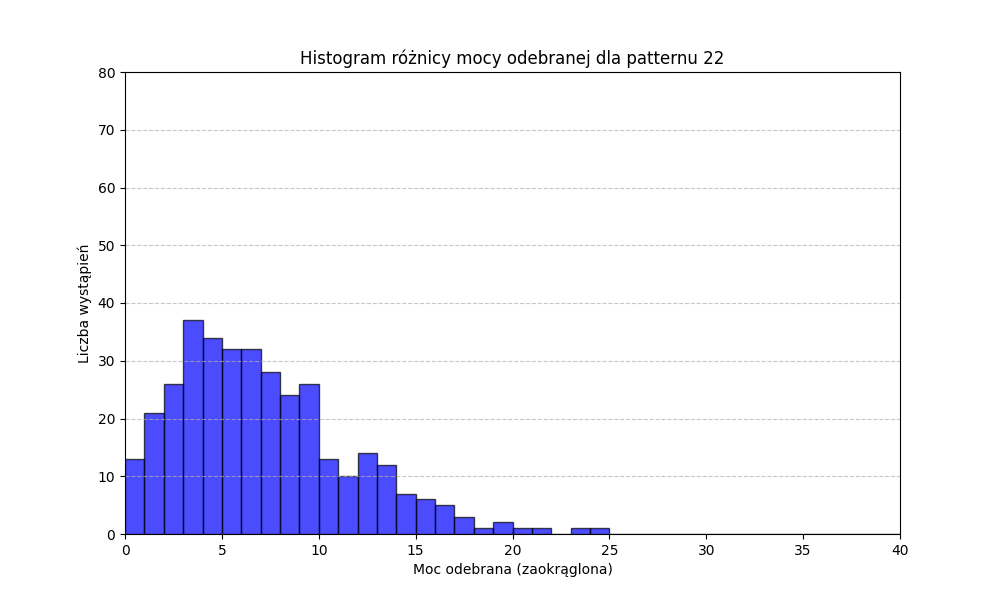 Histogram różnicy mocy odebranej dla patternu 22
80
70
60
50
40
30
20
10
0
Liczba wystąpień
0 5 10 15 20 25 30 35 40
Moc odebrana (zaokrąglona)